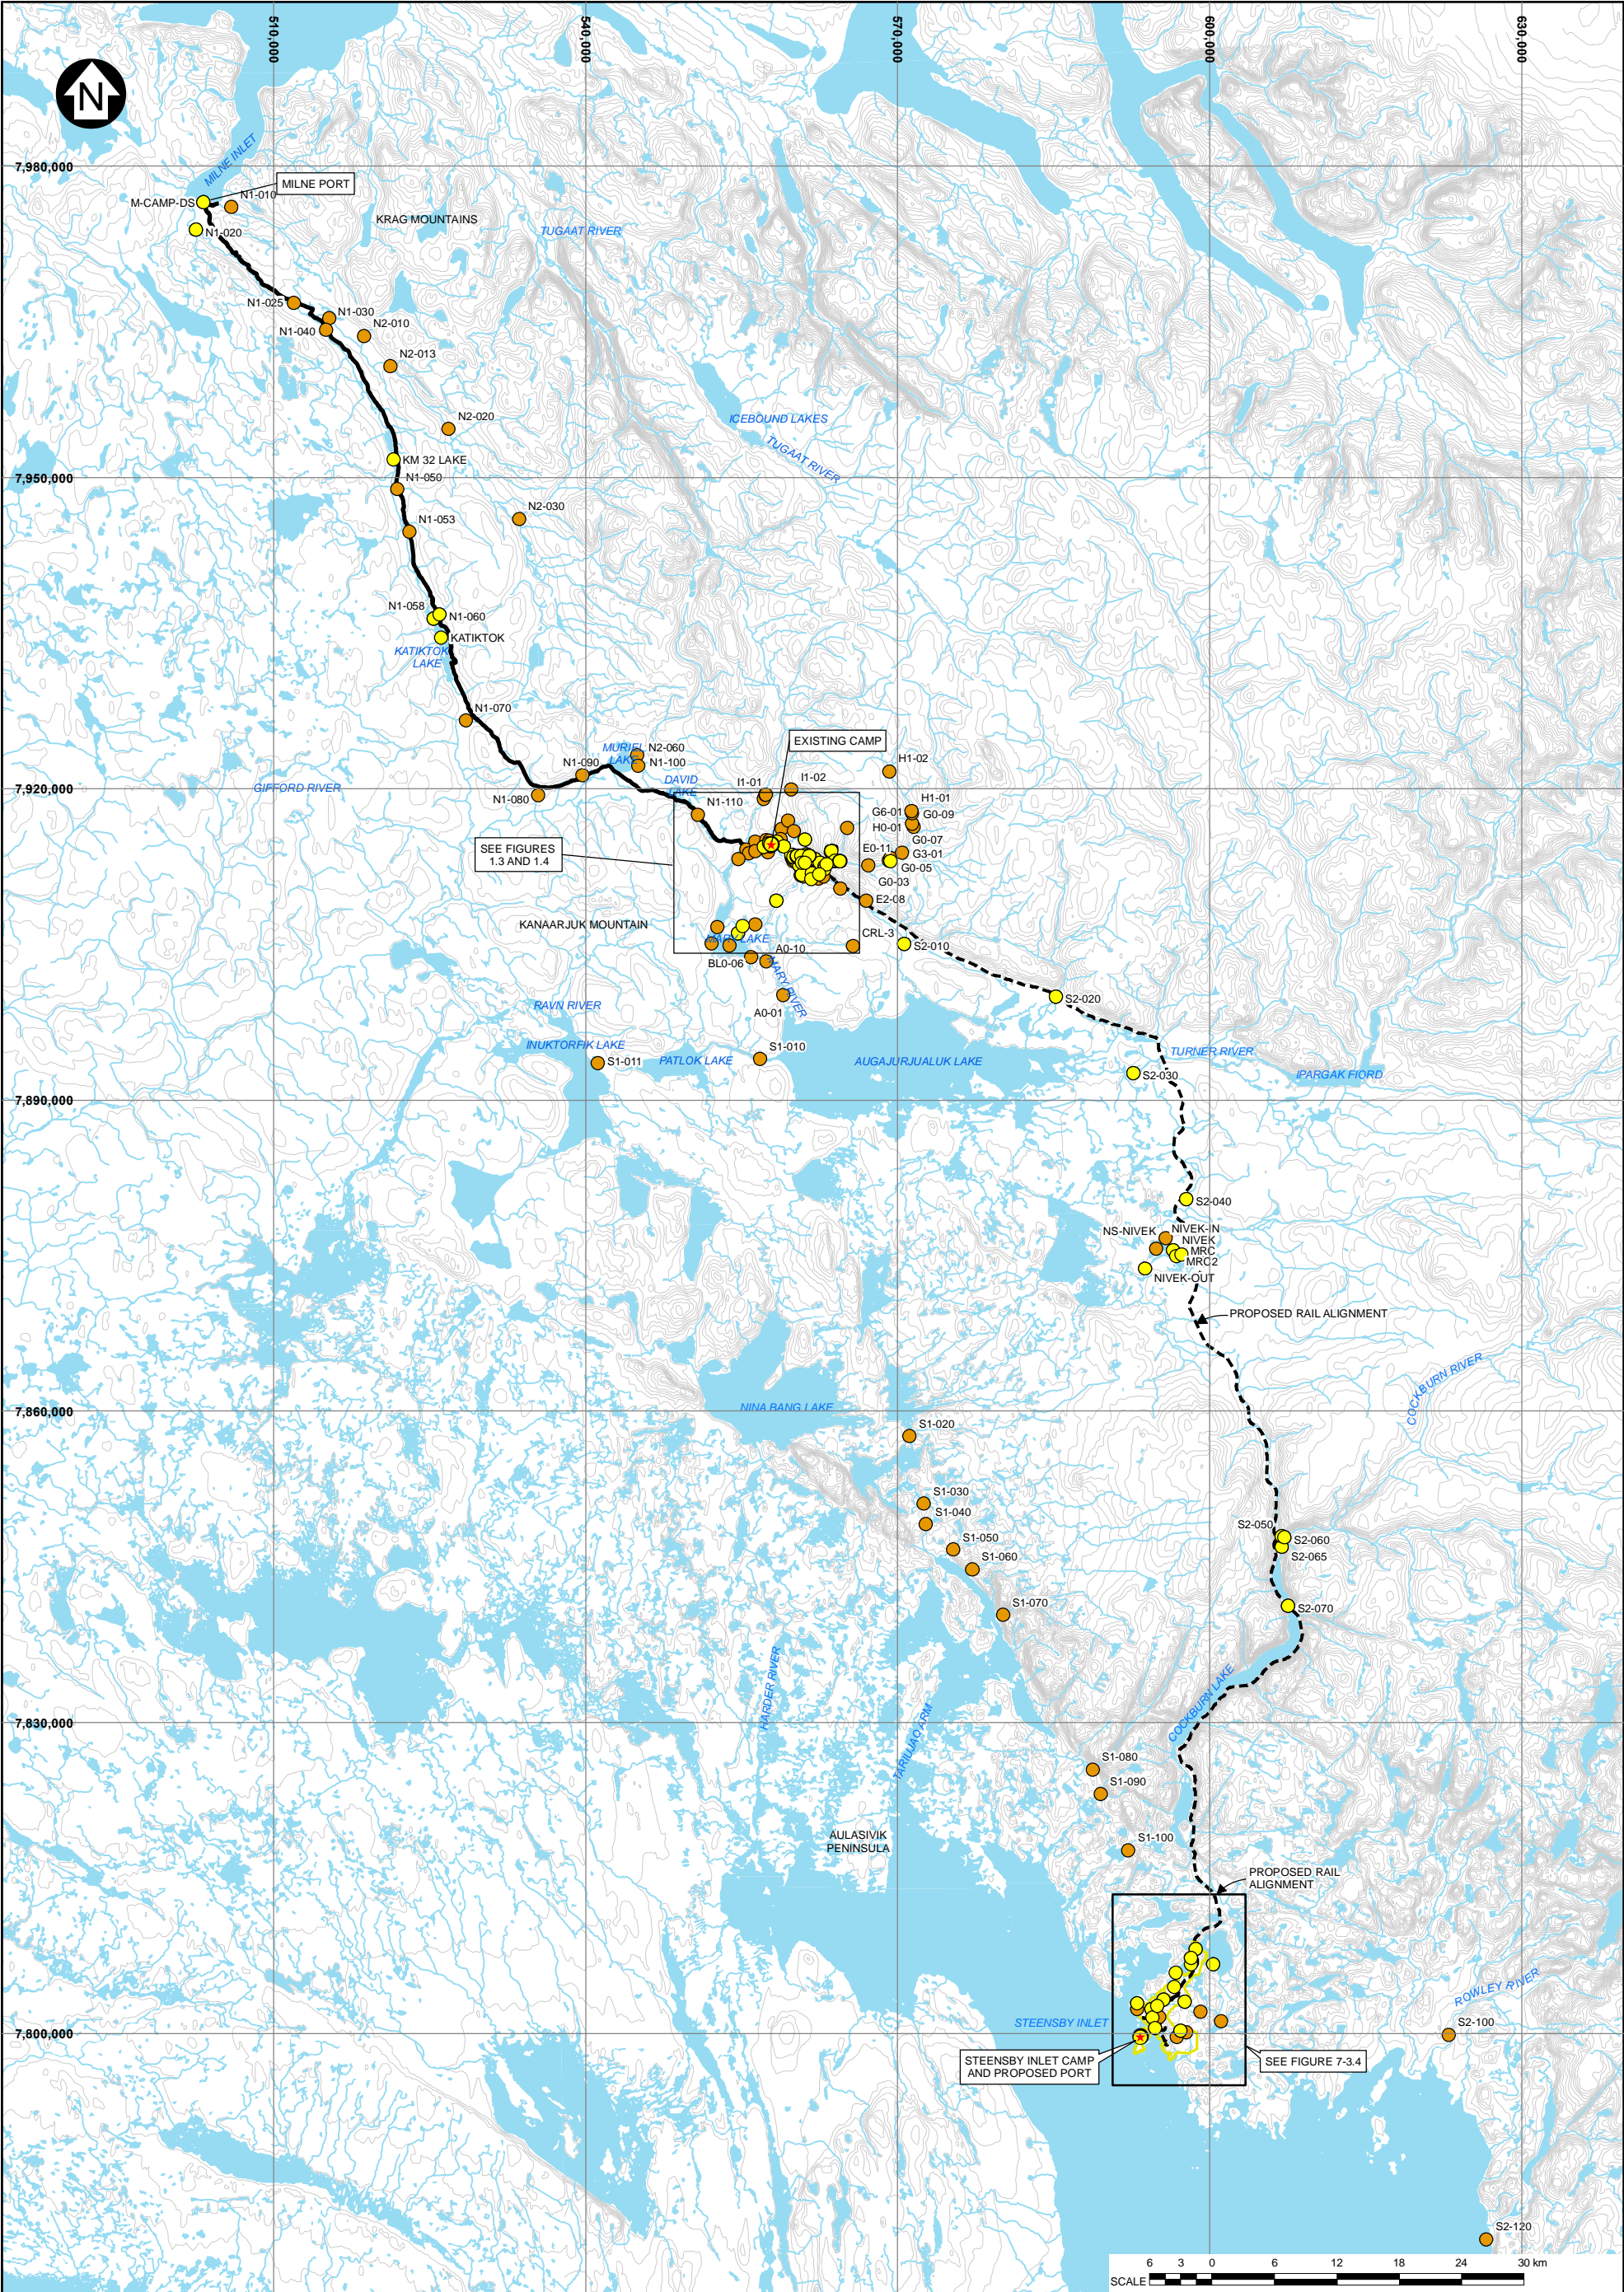 510,000
540,000
570,000
600,000
630,000
N
7,980,000
MILNE INLET
MILNE PORT
M-CAMP-DS
N1-010
N1-020
KRAG MOUNTAINS
TUGAAT RIVER
N1-025
N1-030
N1-040
N2-010
N2-013
N2-020
ICEBOUND LAKES
TUGAAT RIVER
KM 32 LAKE
7,950,000
N1-050
N2-030
N1-053
N1-058
N1-060
KATIKTOK
KATIKTOK
LAKE
N1-070
EXISTING CAMP
MURIEL
LAKE
N2-060
N1-100
N1-090
DAVID
LAKE
I1-01
I1-02
H1-02
GIFFORD RIVER
7,920,000
N1-080
N1-110
H1-01
G6-01
G0-09
H0-01
G0-07
SEE FIGURES
1.3 AND 1.4
E0-11
G3-01
G0-05
G0-03
E2-08
KANAARJUK MOUNTAIN
MARY LAKE
CRL-3
S2-010
A0-10
BL0-06
MARY RIVER
S2-020
RAVN RIVER
A0-01
INUKTORFIK LAKE
S1-010
S1-011
PATLOK LAKE
AUGAJURJUALUK LAKE
TURNER RIVER
S2-030
IPARGAK FIORD
7,890,000
S2-040
NS-NIVEK
NIVEK-IN
NIVEK
MRC
MRC2
NIVEK-OUT
PROPOSED RAIL ALIGNMENT
COCKBURN RIVER
7,860,000
NINA BANG LAKE
S1-020
S1-030
S1-040
S1-050
S1-060
S2-050
S2-060
S2-065
S1-070
S2-070
HARDER RIVER
TARIUJAQ ARM
COCKBURN LAKE
7,830,000
S1-080
S1-090
AULASIVIK
PENINSULA
S1-100
PROPOSED RAIL
ALIGNMENT
ROWLEY RIVER
STEENSBY INLET
S2-100
7,800,000
STEENSBY INLET CAMP
AND PROPOSED PORT
SEE FIGURE 7-3.4
S2-120
6 3 0 6 12 18 24 30 km
SCALE